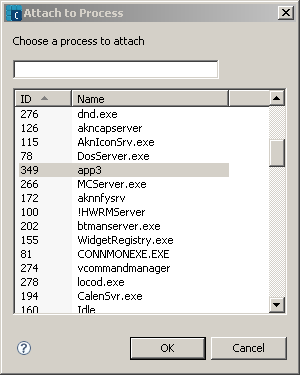 Attach to Process
Choose a process to attach
ID Name
276 dnd.exe
126 akncapserver
115 AknIconSrv.exe
78 DosServer.exe
349 app3
266 MCServer.exe
172 aknnfysrv
100 !HWRMServer
202 btmanserver.exe
155 WidgetRegistry.exe
81 CONNMONEXE.EXE
274 vcommandmanager
278 locod.exe
194 CalenSvr.exe
160 Idle
? OK Cancel